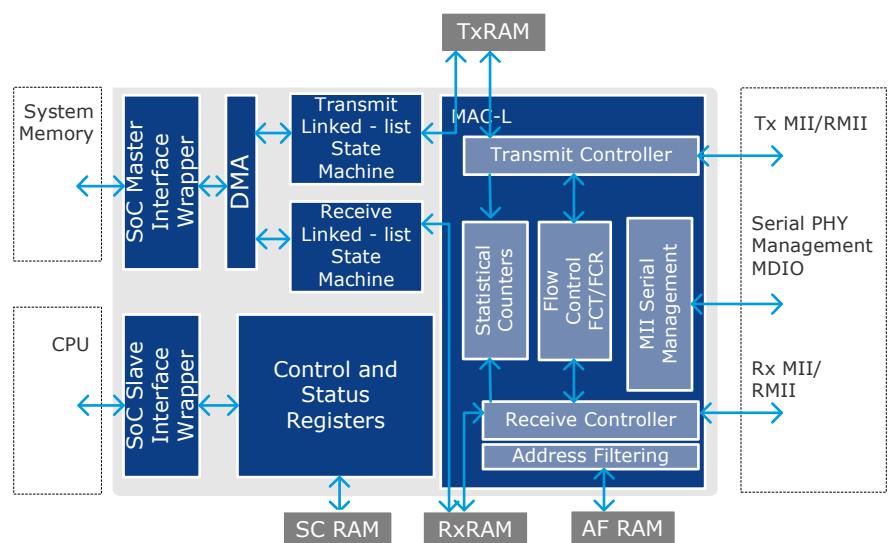 TxRAM
System
Memory
SoC Master
Interface
Wrapper
DMA
Transmit
Linked - list
State
Machine
Receive
Linked - list
State
Machine
MAC-L
Transmit Controller
Statistical
Counters
Flow
Control
FCT/FCR
MII Serial
Management
Receive Controller
Address Filtering
Tx MII/RMII
Serial PHY
Management
MDIO
Rx MII/
RMII
CPU
SoC Slave
Interface
Wrapper
Control and
Status
Registers
SC RAM
RxRAM
AF RAM